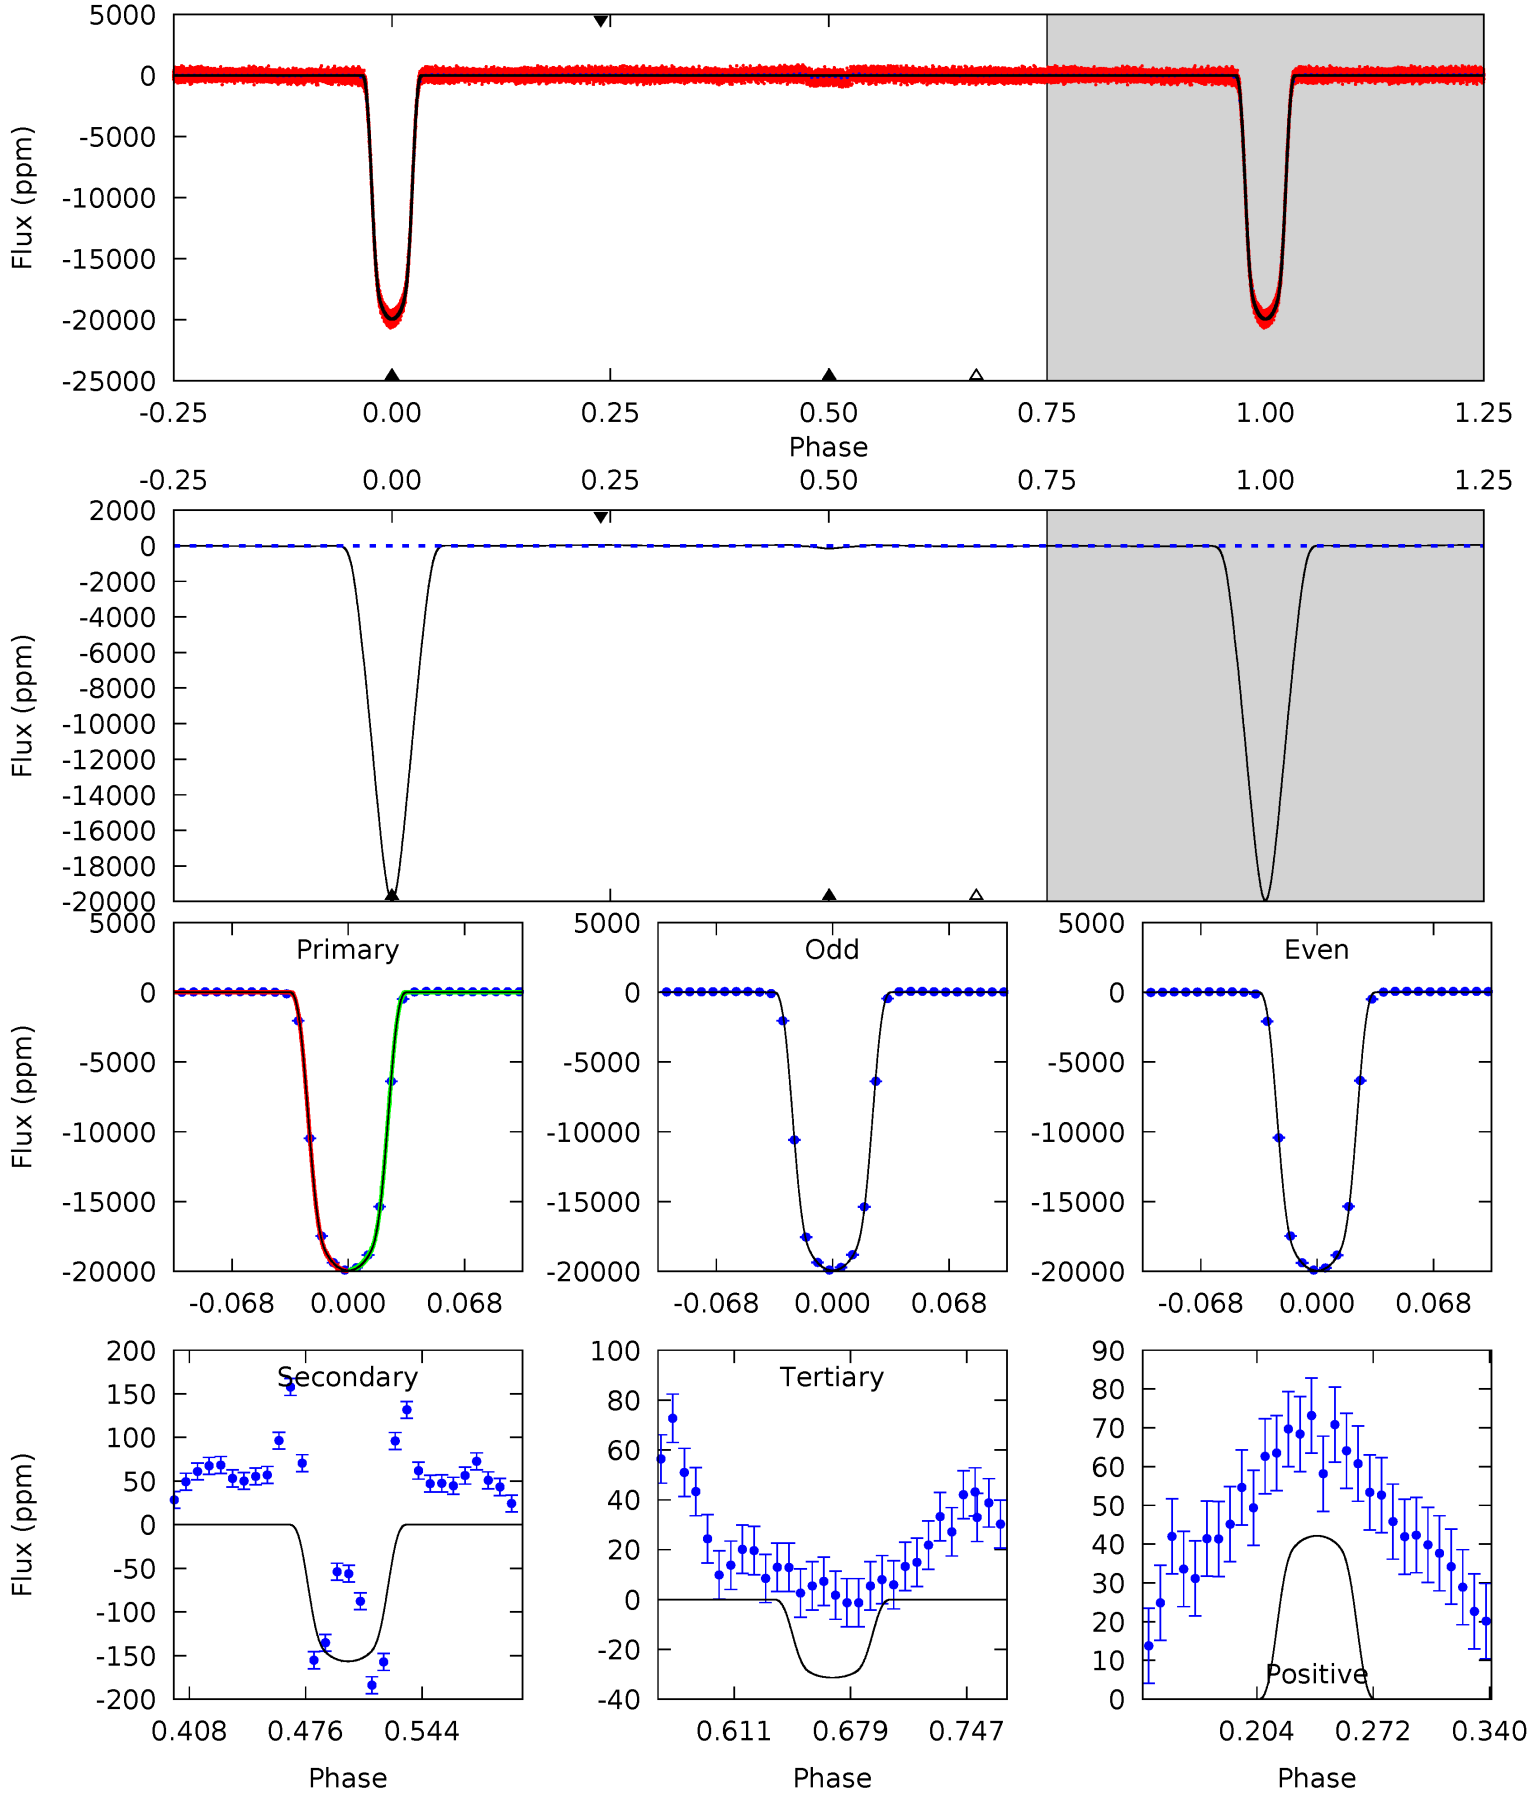 5000
0
-5000
-10000
-15000
-20000
-25000
Flux (ppm)
-0.25 0.00 0.25 0.50 0.75 1.00 1.25
Phase
-0.25 0.00 0.25 0.50 0.75 1.00 1.25
2000
0
-2000
-4000
-6000
-8000
-10000
-12000
-14000
-16000
-18000
-20000
Flux (ppm)
Primary
5000
0
-5000
-10000
-15000
-20000
Flux (ppm)
-0.068 0.000 0.068
Odd
5000
0
-5000
-10000
-15000
-20000
-0.068 0.000 0.068
Even
5000
0
-5000
-10000
-15000
-20000
-0.068 0.000 0.068
Secondary
200
150
100
50
0
-50
-100
-150
-200
Flux (ppm)
0.408 0.476 0.544
Phase
Tertiary
100
80
60
40
20
0
-20
-40
0.611 0.679 0.747
Phase
90
80
70
60
50
40
30
20
10
0
Positive
0.204 0.272 0.340
Phase